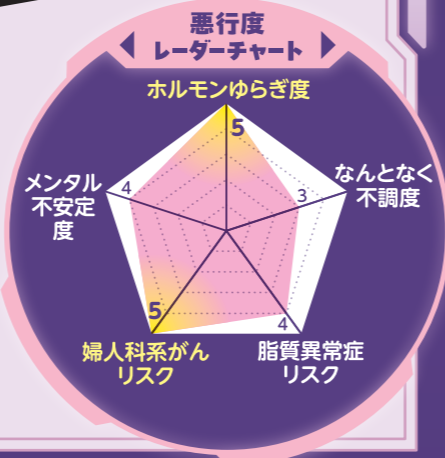 悪行度
レーダーチャート
ホルモンゆらぎ度
5
なんとなく
不調度
3
メンタル
不安定
度
4
5
4
婦人科系がん
リスク
脂質異常症
リスク